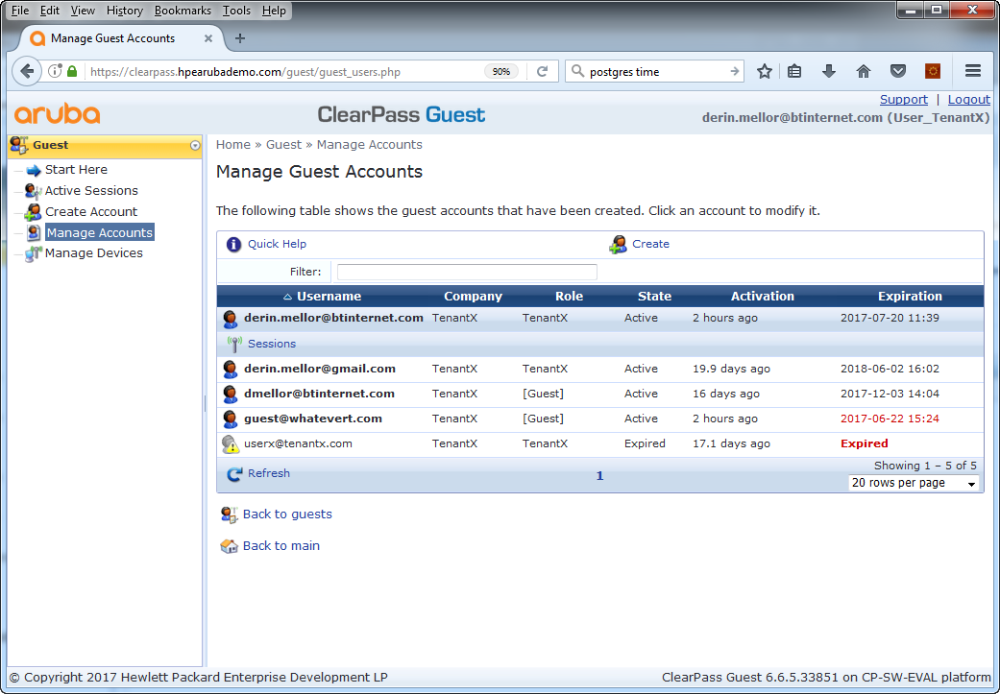 File Edit View History Bookmarks Tools Help
Manage Guest Accounts
https://clearpass.hpearubademo.com/guest/guest_users.php 90% postgres time
Support | Logout
aruba ClearPass Guest
derin.mellor@btinternet.com (User_TenantX)
Guest
Start Here
Active Sessions
Create Account
Manage Accounts
Manage Devices
Home » Guest » Manage Accounts
Manage Guest Accounts
The following table shows the guest accounts that have been created. Click an account to modify it.
Quick Help Create
Filter:
Username Company Role State Activation Expiration
derin.mellor@btinternet.com TenantX TenantX Active 2 hours ago 2017-07-20 11:39
Sessions
derin.mellor@gmail.com TenantX TenantX Active 19.9 days ago 2018-06-02 16:02
dmellor@btinternet.com TenantX [Guest] Active 16 days ago 2017-12-03 14:04
guest@whatevert.com TenantX [Guest] Active 2 hours ago 2017-06-22 15:24
userx@tenantx.com TenantX TenantX Expired 17.1 days ago Expired
Showing 1 – 5 of 5
Refresh 1
20 rows per page
Back to guests
Back to main
© Copyright 2017 Hewlett Packard Enterprise Development LP ClearPass Guest 6.6.5.33851 on CP-SW-EVAL platform